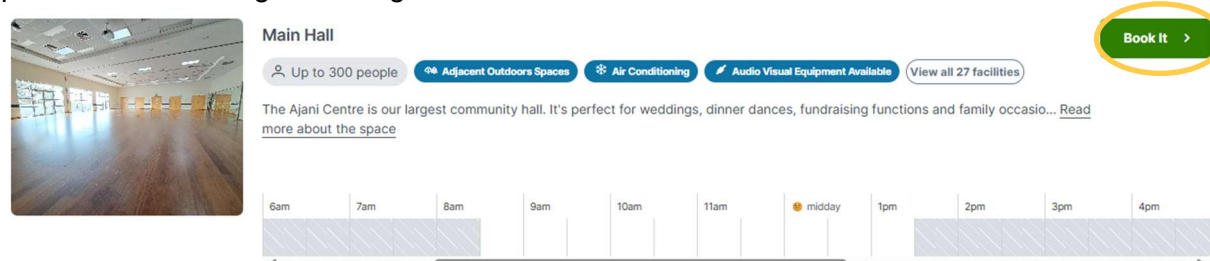 Main Hall
Book It >
Up to 300 people
Adjacent Outdoors Spaces
Air Conditioning
Audio Visual Equipment Available
View all 27 facilities
The Ajani Centre is our largest community hall. It's perfect for weddings, dinner dances, fundraising functions and family occasio... Read
more about the space
6am 7am 8am 9am 10am 11am midday 1pm 2pm 3pm 4pm